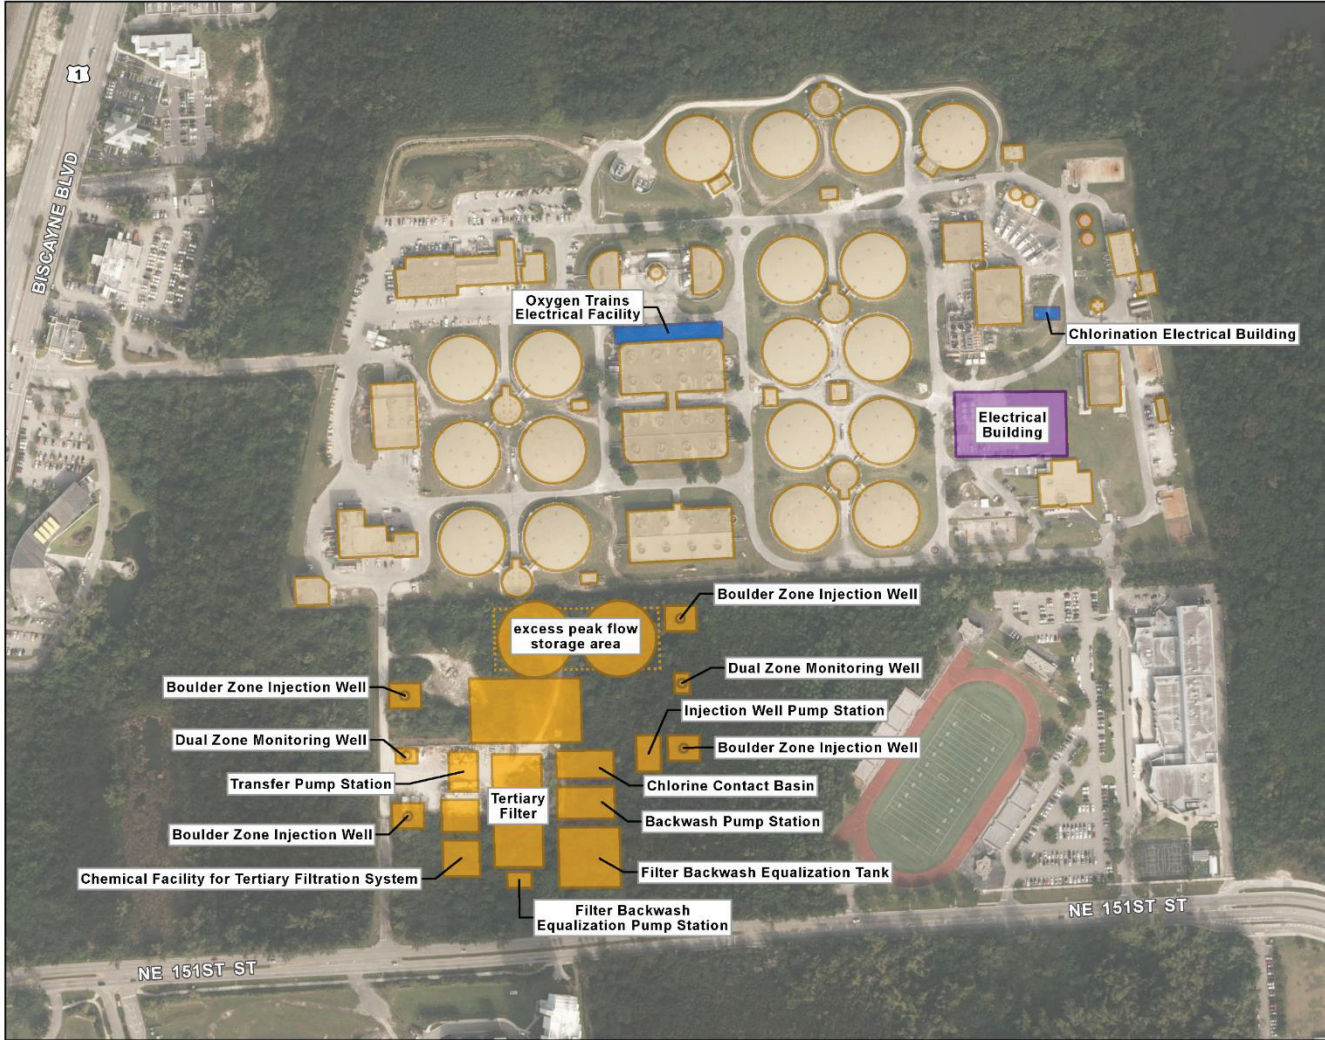 1
BISCAYNE BLVD
Oxygen Trains
Electrical Facility
Chlorination Electrical Building
Electrical
Building
Boulder Zone Injection Well
excess peak flow
storage area
Dual Zone Monitoring Well
Boulder Zone Injection Well
Injection Well Pump Station
Dual Zone Monitoring Well
Boulder Zone Injection Well
Transfer Pump Station
Chlorine Contact Basin
Tertiary
Filter
Backwash Pump Station
Boulder Zone Injection Well
Filter Backwash Equalization Tank
Chemical Facility for Tertiary Filtration System
Filter Backwash
Equalization Pump Station
NE 151ST ST
NE 151ST ST